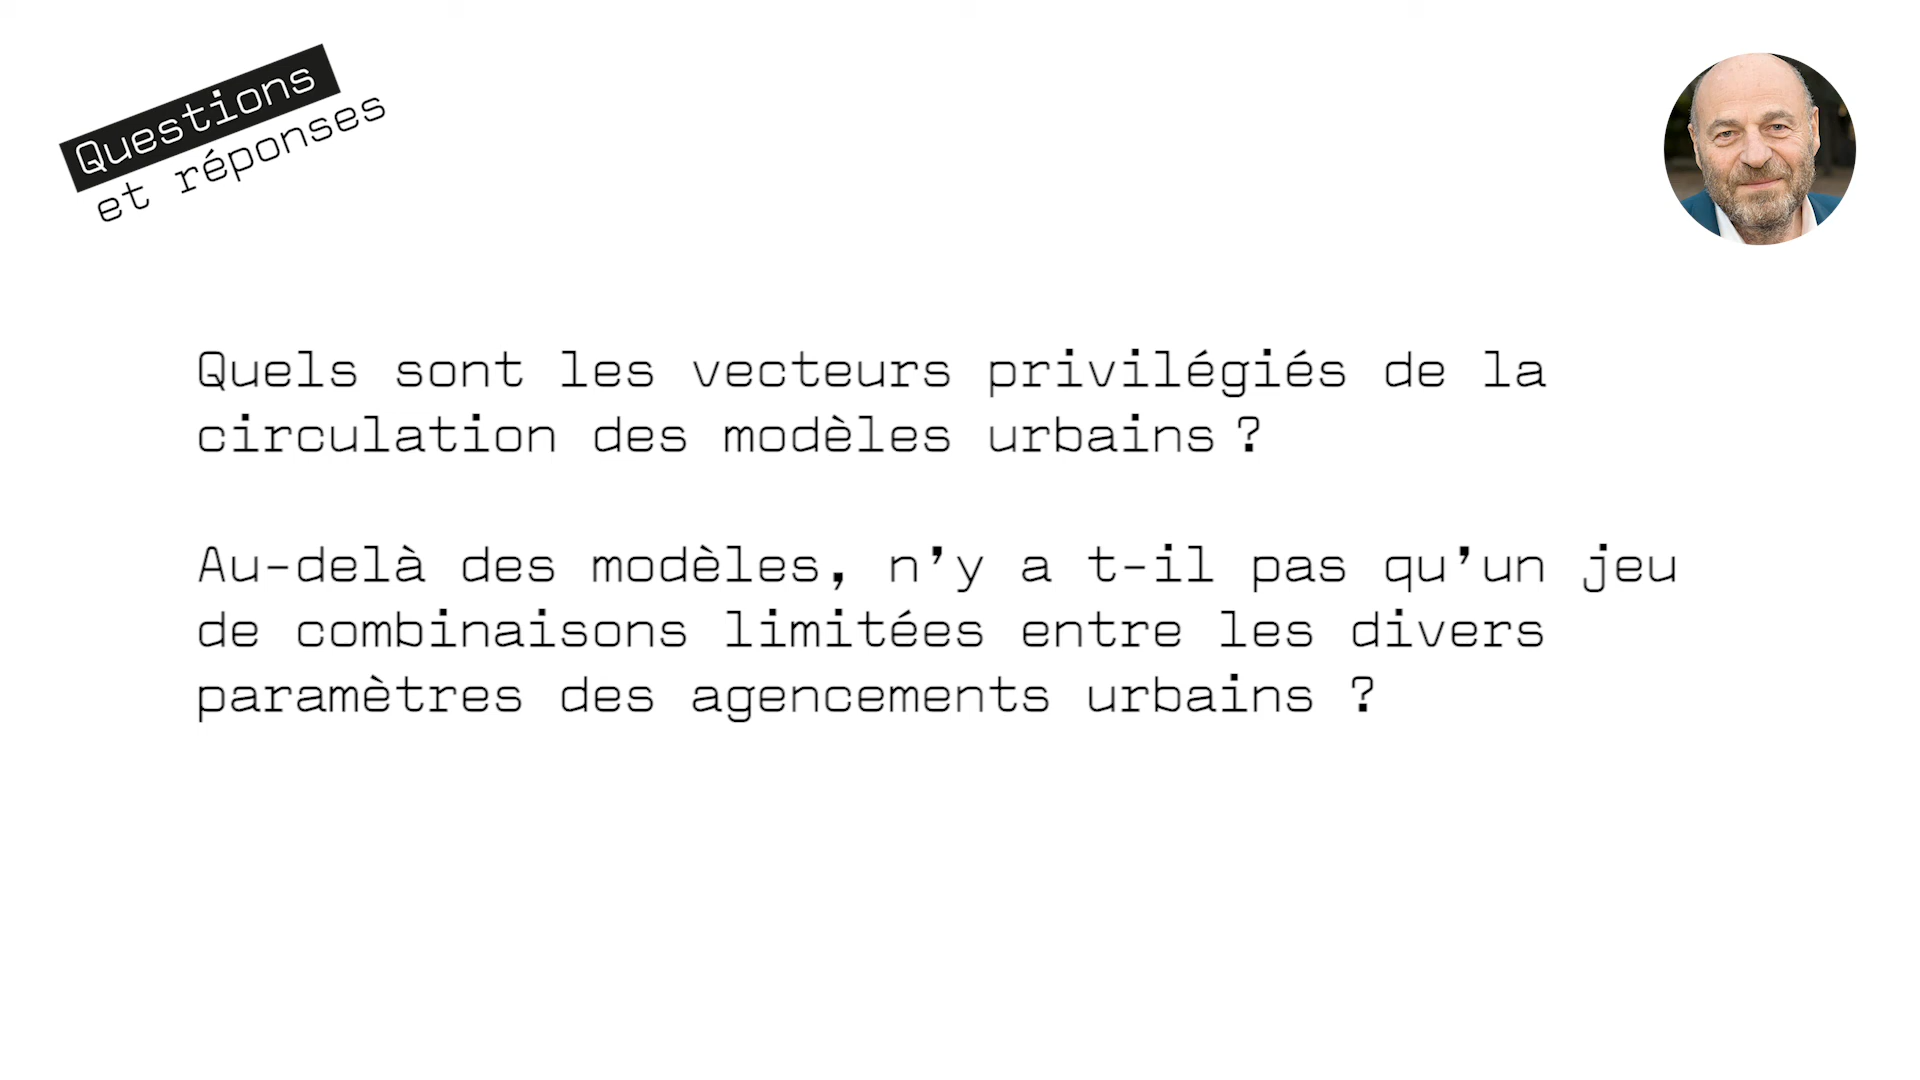 Questions
et réponses
Quels sont les vecteurs privilégiés de la
circulation des modèles urbains ?
Au-delà des modèles, n’y a t-il pas qu’un jeu
de combinaisons limitées entre les divers
paramètres des agencements urbains ?